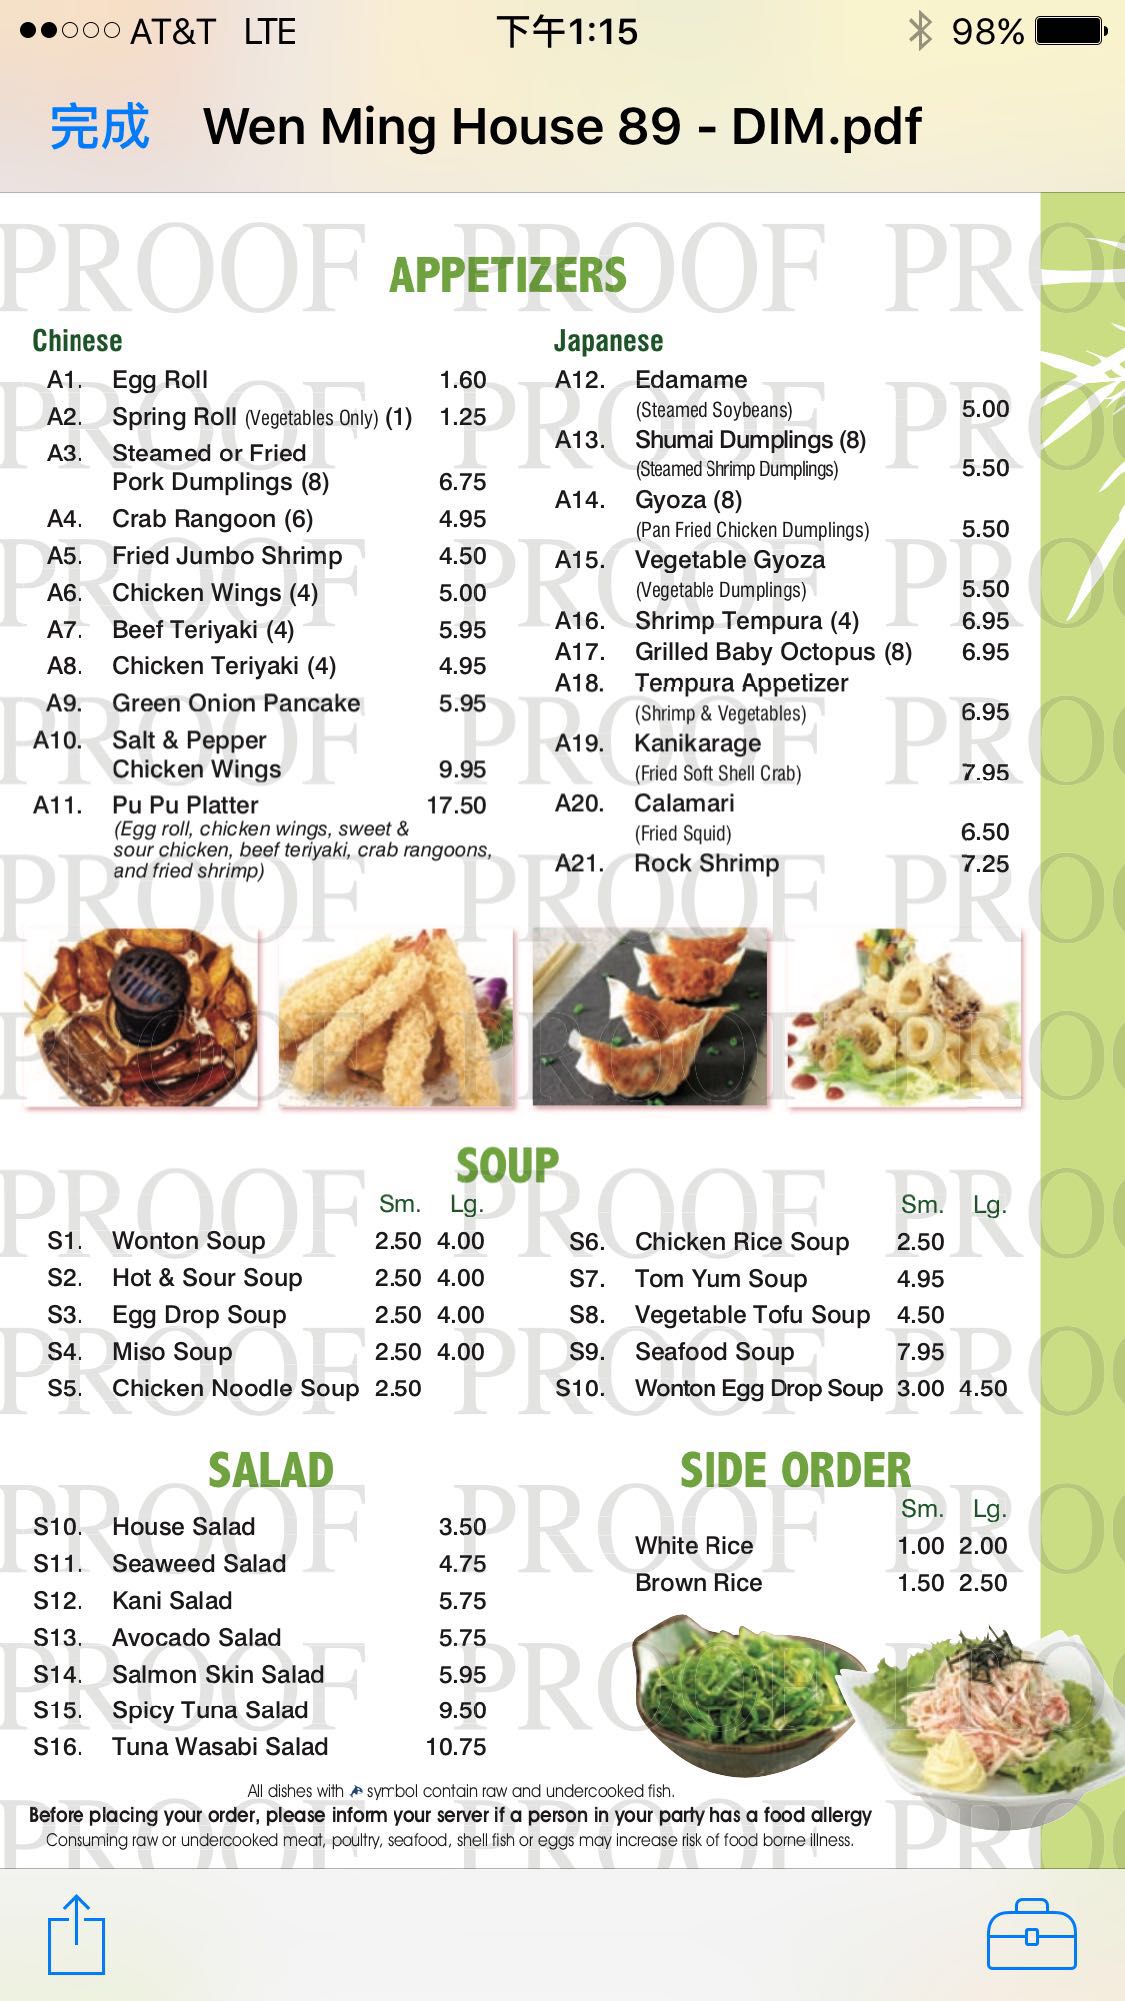 AT&T LTE 下午1:15 98%
完成 Wen Ming House 89 - DIM.pdf
APPETIZERS
Chinese
A1. Egg Roll 1.60
A2. Spring Roll (Vegetables Only) (1) 1.25
A3. Steamed or Fried
Pork Dumplings (8) 6.75
A4. Crab Rangoon (6) 4.95
A5. Fried Jumbo Shrimp 4.50
A6. Chicken Wings (4) 5.00
A7. Beef Teriyaki (4) 5.95
A8. Chicken Teriyaki (4) 4.95
A9. Green Onion Pancake 5.95
A10. Salt & Pepper
Chicken Wings 9.95
A11. Pu Pu Platter 17.50
(Egg roll, chicken wings, sweet &
sour chicken, beef teriyaki, crab rangoons,
and fried shrimp)
Japanese
A12. Edamame
(Steamed Soybeans) 5.00
A13. Shumai Dumplings (8)
(Steamed Shrimp Dumplings) 5.50
A14. Gyoza (8)
(Pan Fried Chicken Dumplings) 5.50
A15. Vegetable Gyoza
(Vegetable Dumplings) 5.50
A16. Shrimp Tempura (4) 6.95
A17. Grilled Baby Octopus (8) 6.95
A18. Tempura Appetizer
(Shrimp & Vegetables) 6.95
A19. Kanikarage
(Fried Soft Shell Crab) 7.95
A20. Calamari
(Fried Squid) 6.50
A21. Rock Shrimp 7.25
SOUP
Sm. Lg.
S1. Wonton Soup 2.50 4.00
S2. Hot & Sour Soup 2.50 4.00
S3. Egg Drop Soup 2.50 4.00
S4. Miso Soup 2.50 4.00
S5. Chicken Noodle Soup 2.50
Sm. Lg.
S6. Chicken Rice Soup 2.50
S7. Tom Yum Soup 4.95
S8. Vegetable Tofu Soup 4.50
S9. Seafood Soup 7.95
S10. Wonton Egg Drop Soup 3.00 4.50
SALAD
S10. House Salad 3.50
S11. Seaweed Salad 4.75
S12. Kani Salad 5.75
S13. Avocado Salad 5.75
S14. Salmon Skin Salad 5.95
S15. Spicy Tuna Salad 9.50
S16. Tuna Wasabi Salad 10.75
SIDE ORDER
Sm. Lg.
White Rice 1.00 2.00
Brown Rice 1.50 2.50
All dishes with symbol contain raw and undercooked fish.
Before placing your order, please inform your server if a person in your party has a food allergy
Consuming raw or undercooked meat, poultry, seafood, shell fish or eggs may increase risk of food borne illness.
PROOF PROOF PRO